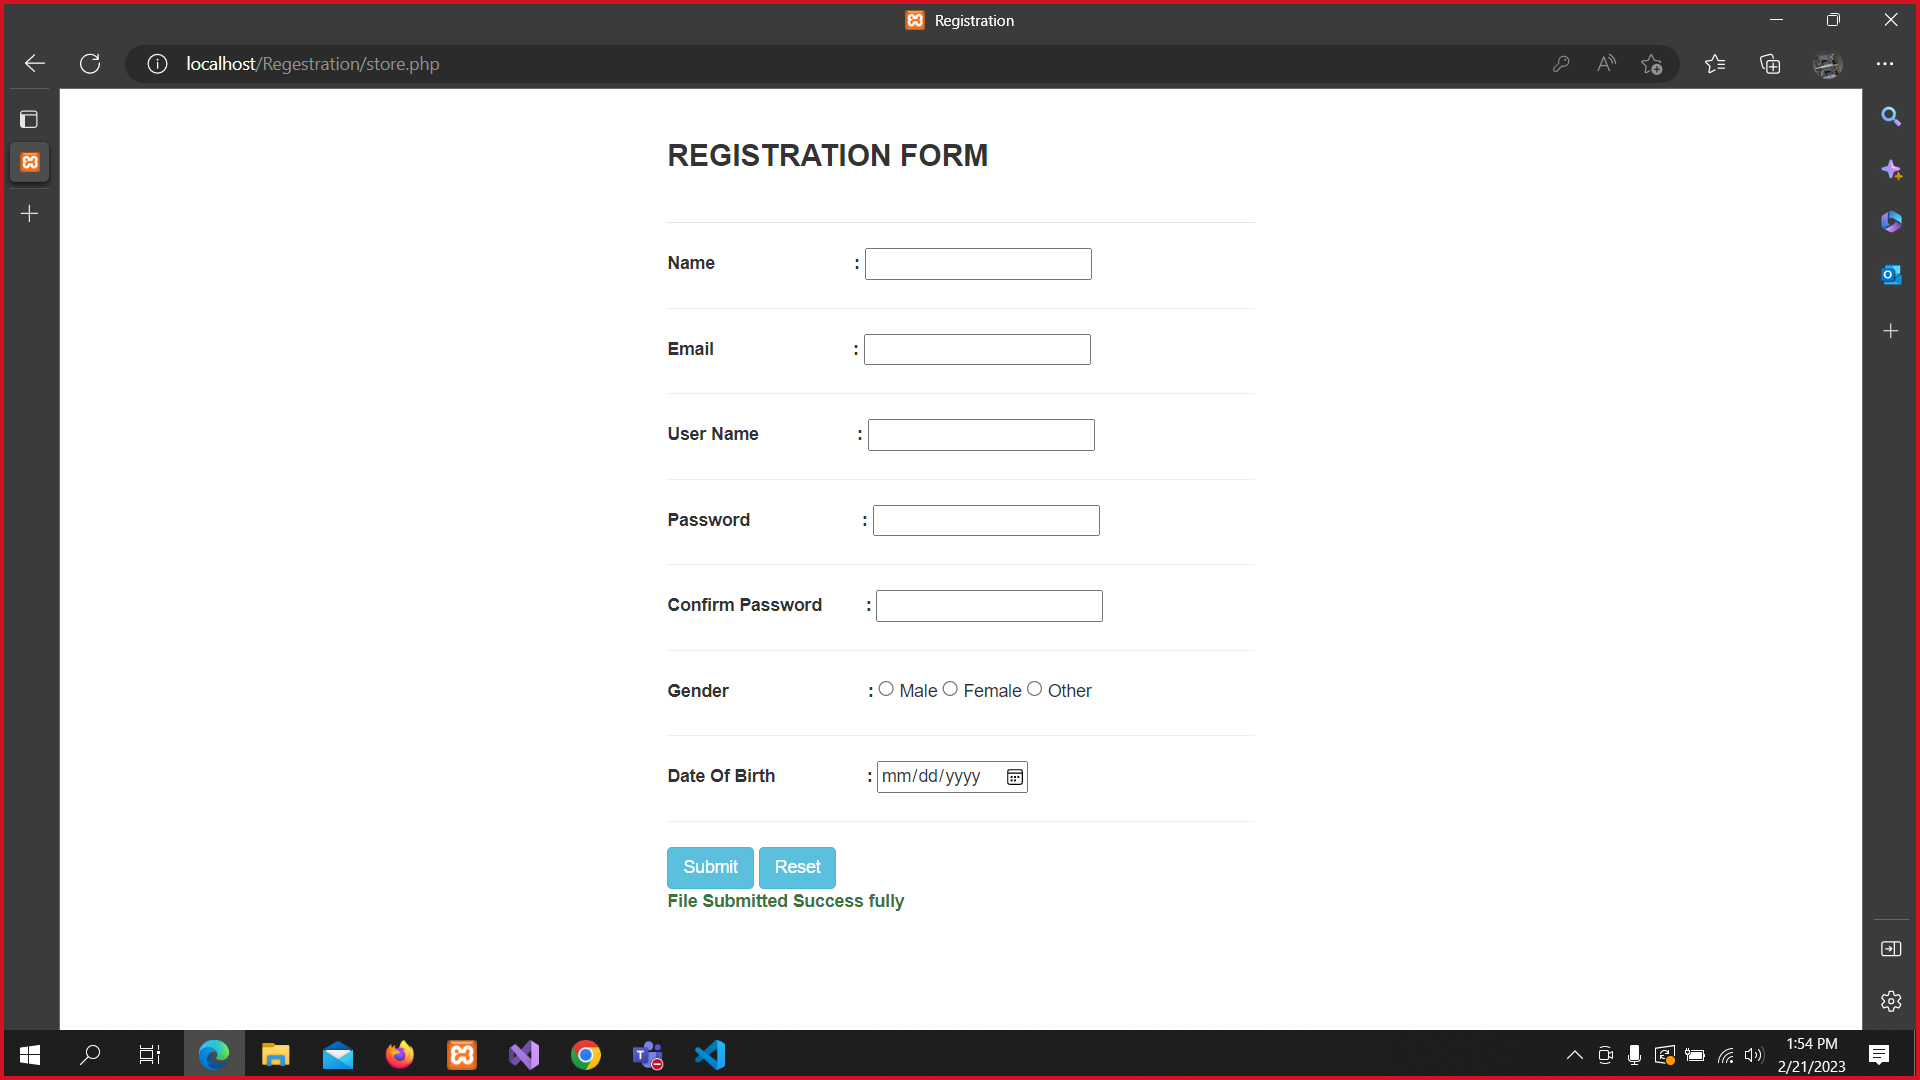 Registration
localhost/Regestration/store.php
REGISTRATION FORM
Name :
Email :
User Name :
Password :
Confirm Password :
Gender : Male Female Other
Date Of Birth : mm/dd/yyyy
Submit Reset
File Submitted Success fully
1:54 PM
2/21/2023